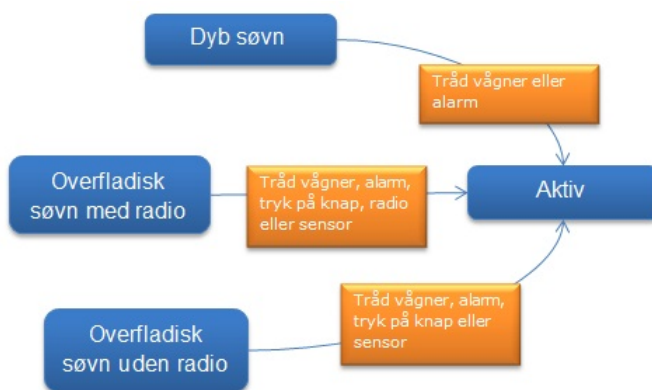 Dyb søvn
Tråd vågner eller
alarm
Overfladisk
søvn med radio
Tråd vågner, alarm,
tryk på knap, radio
eller sensor
Aktiv
Tråd vågner, alarm,
tryk på knap eller
sensor
Overfladisk
søvn uden radio